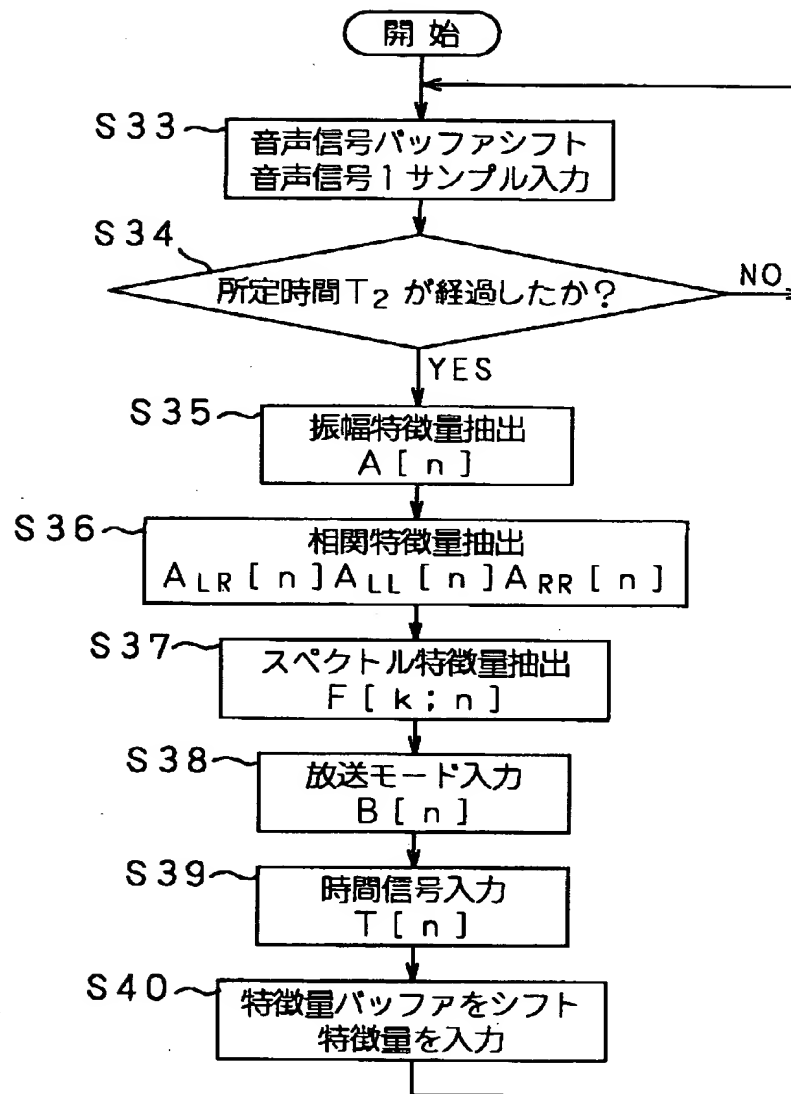 開始
S33
音声信号バッファシフト
音声信号1サンプル入力
S34
所定時間T2が経過したか?
NO
YES
S35
振幅特徴量抽出
A[n]
S36
相関特徴量抽出
ALR[n]ALL[n]ARR[n]
S37
スペクトル特徴量抽出
F[k;n]
S38
放送モード入力
B[n]
S39
時間信号入力
T[n]
S40
特徴量バッファをシフト
特徴量を入力